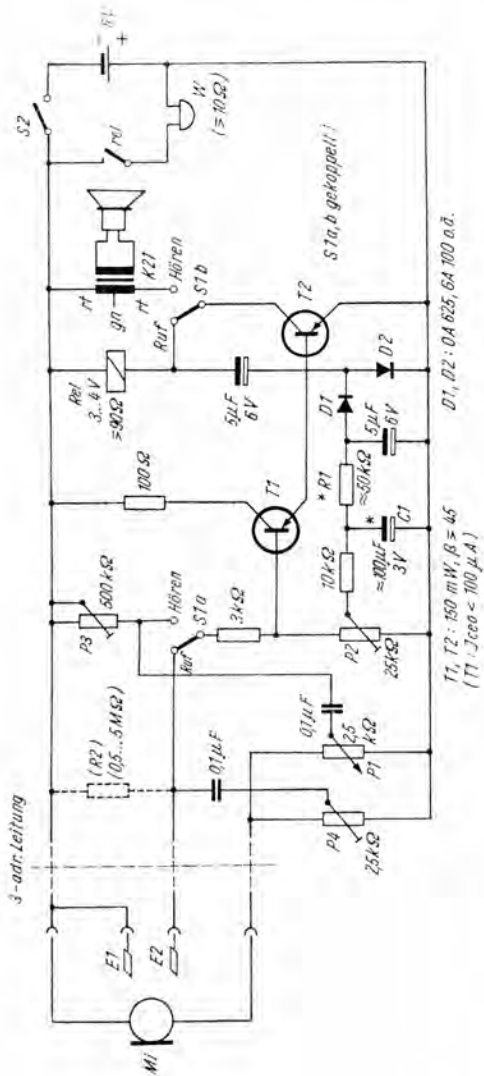 3-adr. Leitung
Mi
E1
E2
(R2)
(0,5...5MΩ)
0,1µF
P4
25kΩ
P1
2,5
kΩ
0,1µF
P3
500kΩ
Hören
S1a
Ruf
3kΩ
P2
25kΩ
10kΩ
* R1
≈50kΩ
≈100µF
3V
*
C1
5µF
6V
D1
D2
100Ω
T1
T2
5µF
6V
Rel
3...4V
≈90Ω
Ruf
S1b
Hören
rt
gn
rt
K21
rel
S2
−
+
W
(≥10Ω)
S1a,b gekoppelt!
T1, T2: 150 mW, β ≥ 45
(T1: Jceo < 100 µA)
D1, D2: OA 625, GA 100 o.ä.